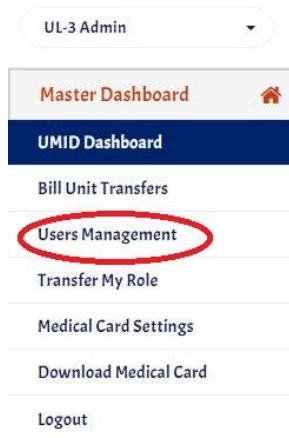 UL-3 Admin
Master Dashboard
UMID Dashboard
Bill Unit Transfers
Users Management
Transfer My Role
Medical Card Settings
Download Medical Card
Logout